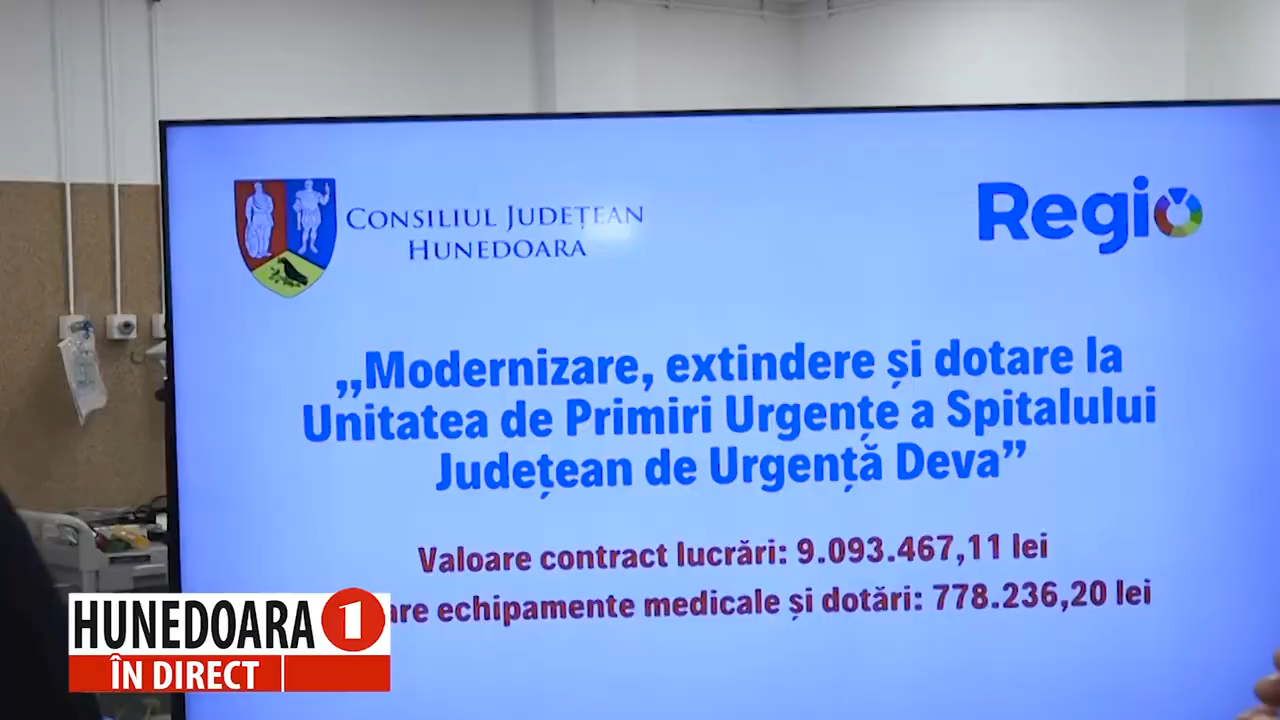 CONSILIUL JUDEȚEAN
HUNEDOARA
Regio
„Modernizare, extindere și dotare la
Unitatea de Primiri Urgențe a Spitalului
Județean de Urgență Deva”
Valoare contract lucrări: 9.093.467,11 lei
echipamente medicale și dotări: 778.236,20 lei
HUNEDOARA 1
ÎN DIRECT